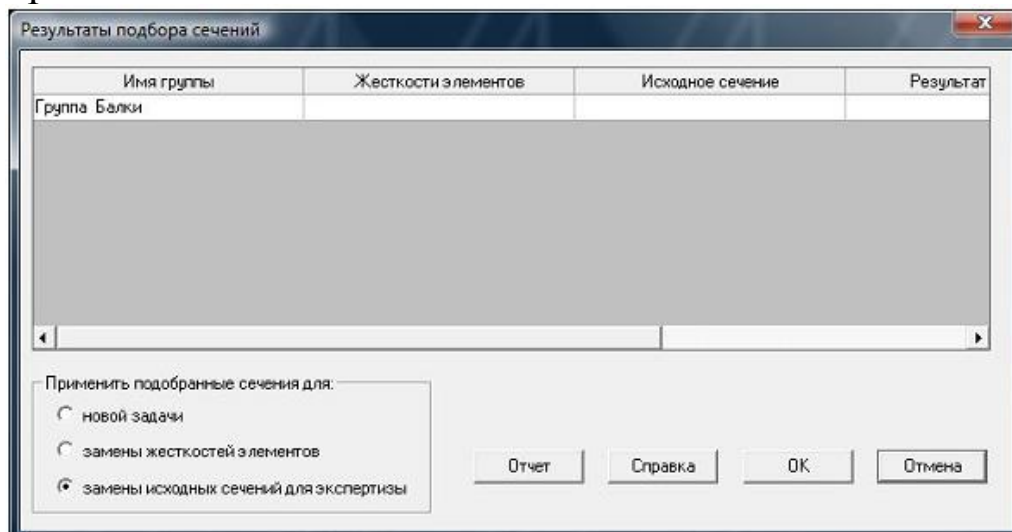 Результаты подбора сечений
Имя группы Жесткости элементов Исходное сечение Результат
Группа Балки
Применить подобранные сечения для:
новой задачи
замены жесткостей элементов
замены исходных сечений для экспертизы
Отчет Справка OK Отмена